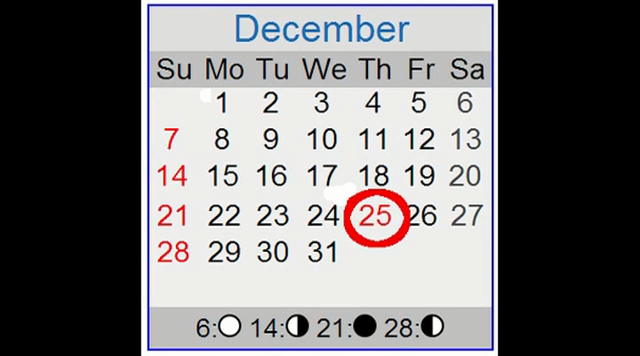 December
Su Mo Tu We Th Fr Sa
1 2 3 4 5 6
7 8 9 10 11 12 13
14 15 16 17 18 19 20
21 22 23 24 25 26 27
28 29 30 31
6: 14: 21: 28: